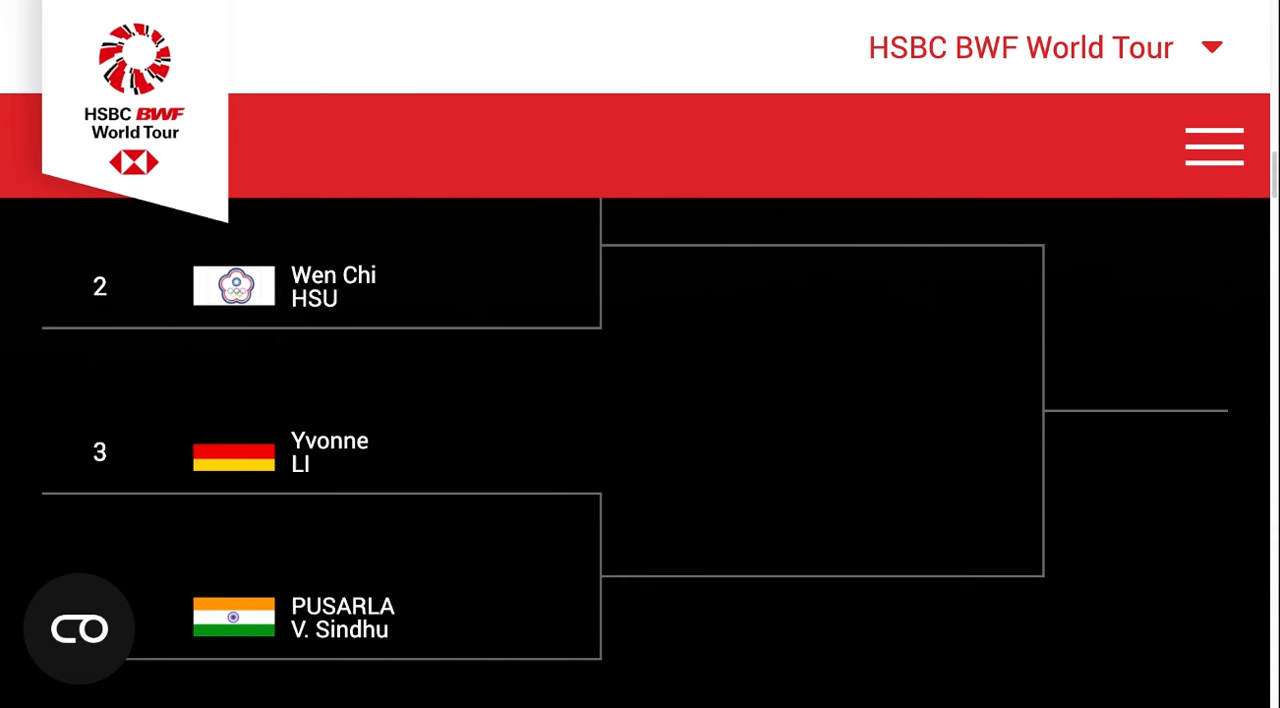 HSBC BWF World Tour
HSBC BWF
World Tour
2
Wen Chi
HSU
3
Yvonne
LI
PUSARLA
V. Sindhu